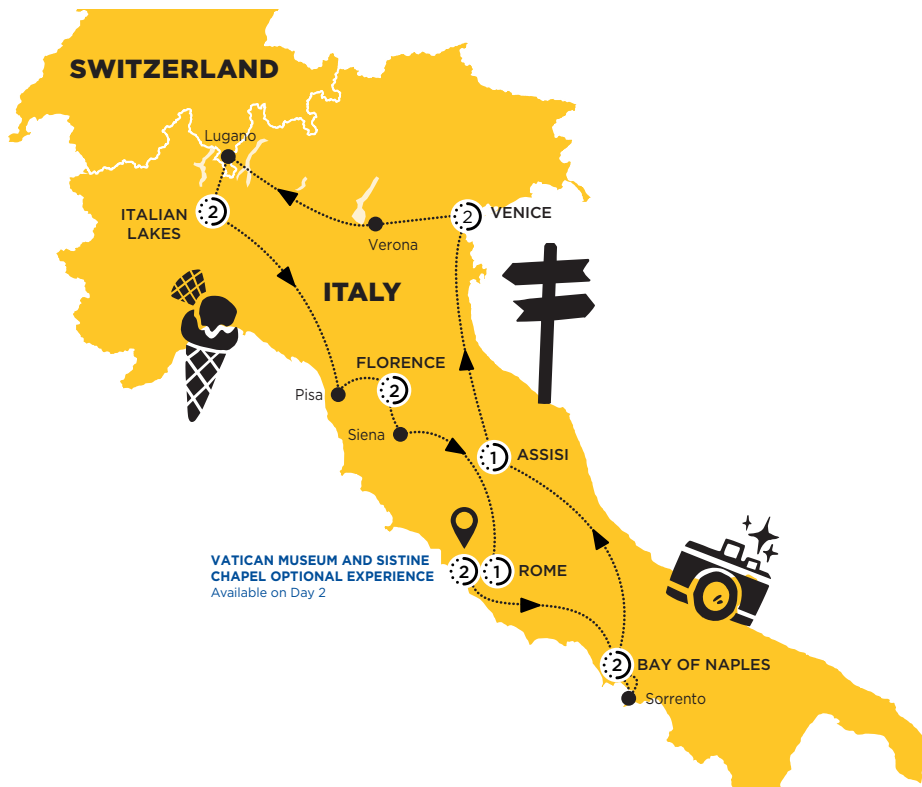 SWITZERLAND
Lugano
2
ITALIAN
LAKES
2
VENICE
Verona
ITALY
FLORENCE
2
Pisa
Siena
1
ASSISI
VATICAN MUSEUM AND SISTINE
CHAPEL OPTIONAL EXPERIENCE
Available on Day 2
2
1
ROME
2
BAY OF NAPLES
Sorrento